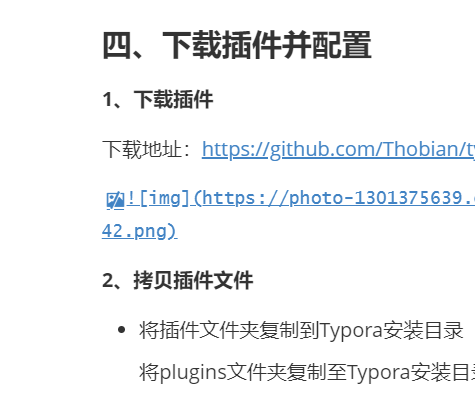 四、下载插件并配置
1、下载插件
下载地址：https://github.com/Thobian/
![img](https://photo-1301375639.
42.png)
2、拷贝插件文件
将插件文件夹复制到Typora安装目录
将plugins文件夹复制至Typora安装目